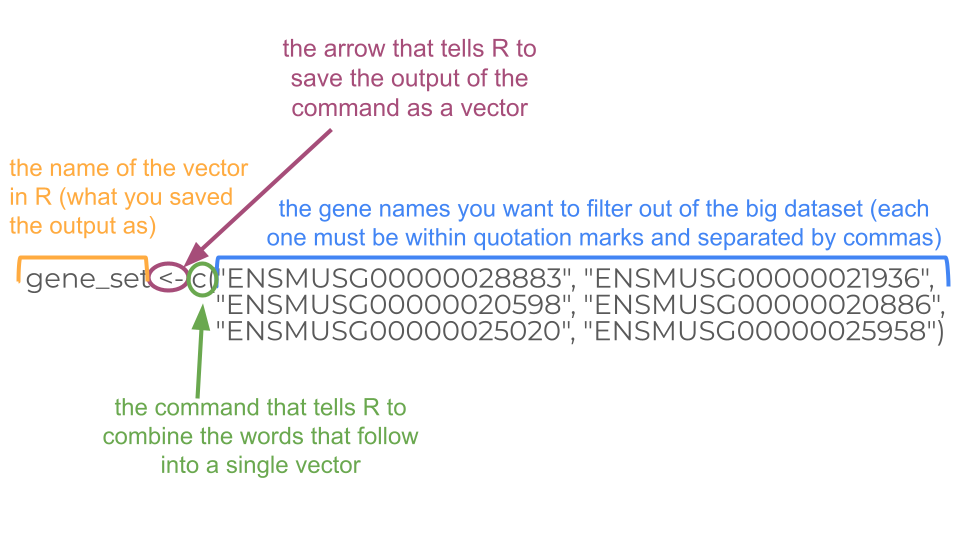 the arrow that tells R to
save the output of the
command as a vector
the name of the vector
in R (what you saved
the output as)
the gene names you want to filter out of the big dataset (each
one must be within quotation marks and separated by commas)
gene_set <- c("ENSMUSG00000028883", "ENSMUSG00000021936",
"ENSMUSG00000020598", "ENSMUSG00000020886",
"ENSMUSG00000025020", "ENSMUSG00000025958")
the command that tells R to
combine the words that follow
into a single vector